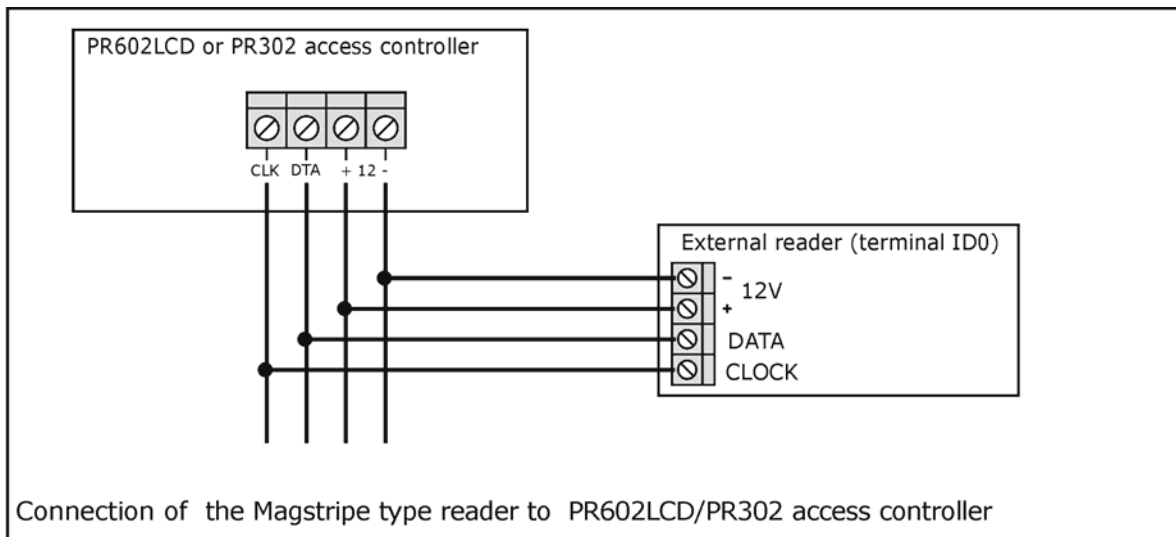 PR602LCD or PR302 access controller
CLK DTA + 12 -
External reader (terminal ID0)
-
12V
+
DATA
CLOCK
Connection of the Magstripe type reader to PR602LCD/PR302 access controller